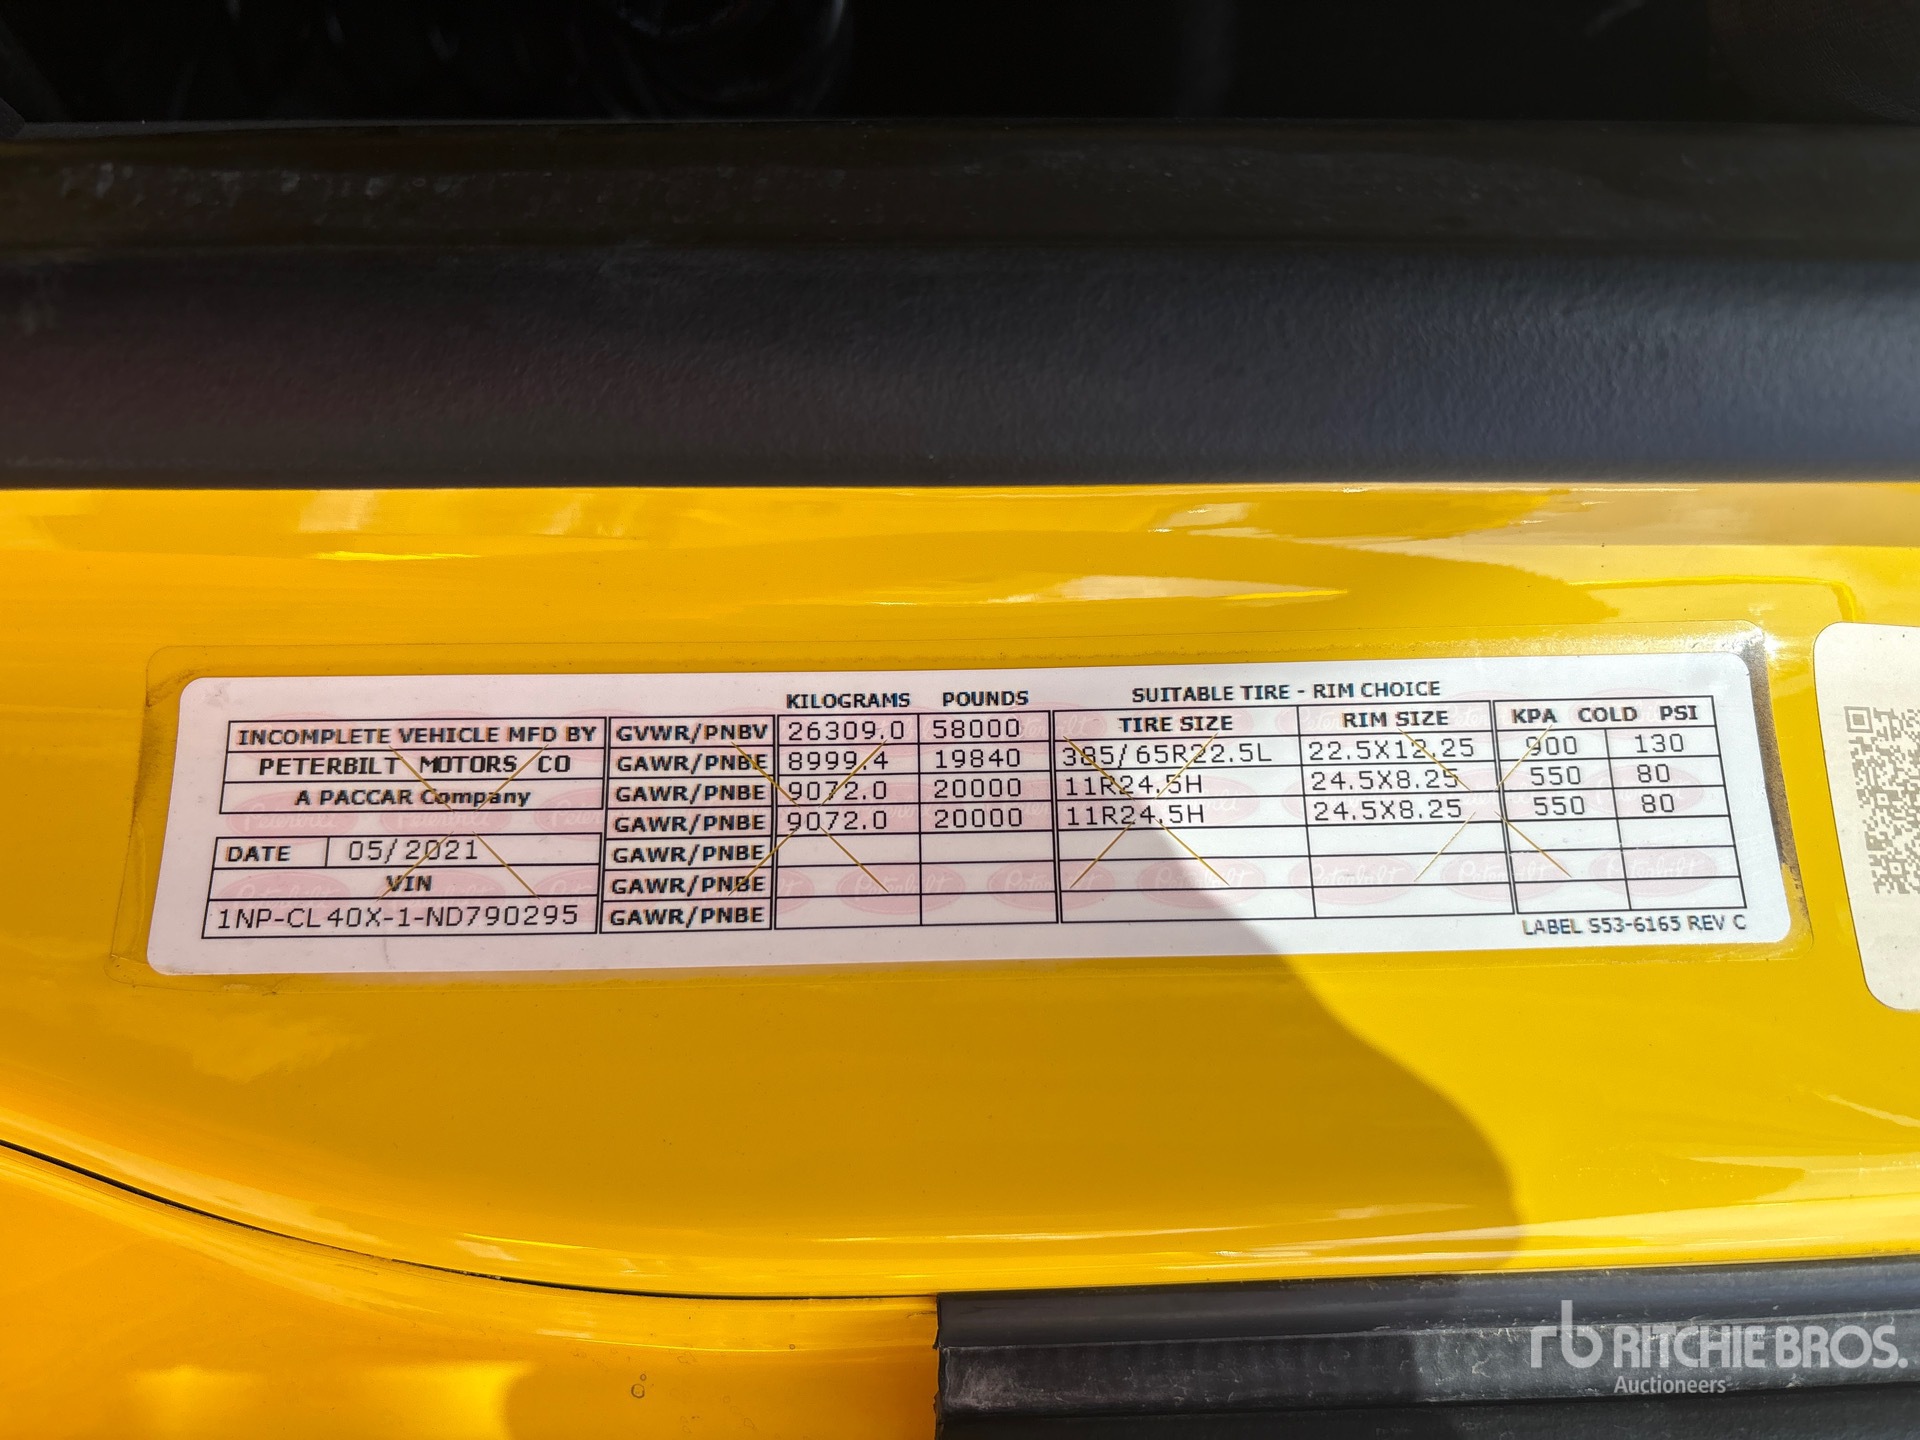 KILOGRAMS POUNDS SUITABLE TIRE - RIM CHOICE
INCOMPLETE VEHICLE MFD BY GVWR/PNBV 26309.0 58000 TIRE SIZE RIM SIZE KPA COLD PSI
PETERBILT MOTORS CO GAWR/PNBE 8999.4 19840 385/65R22.5L 22.5X12.25 900 130
A PACCAR Company GAWR/PNBE 9072.0 20000 11R24.5H 24.5X8.25 550 80
GAWR/PNBE 9072.0 20000 11R24.5H 24.5X8.25 550 80
DATE 05/2021 GAWR/PNBE
VIN GAWR/PNBE
1NP-CL40X-1-ND790295 GAWR/PNBE
LABEL S53-6165 REV C
rb RITCHIE BROS.
Auctioneers